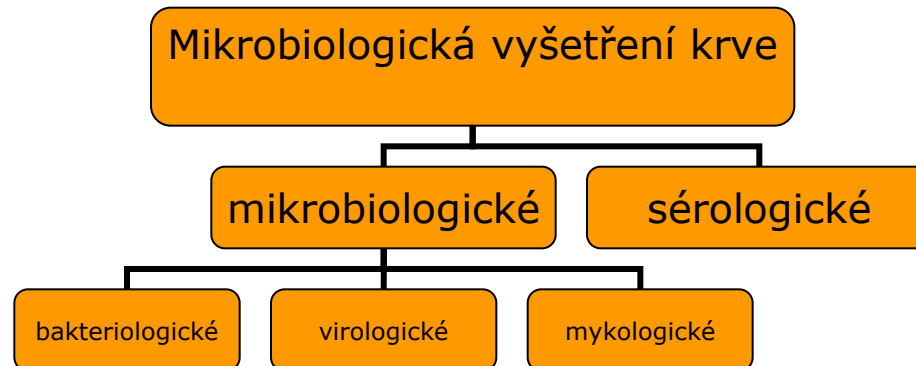 Mikrobiologická vyšetření krve
mikrobiologické
sérologické
bakteriologické
virologické
mykologické